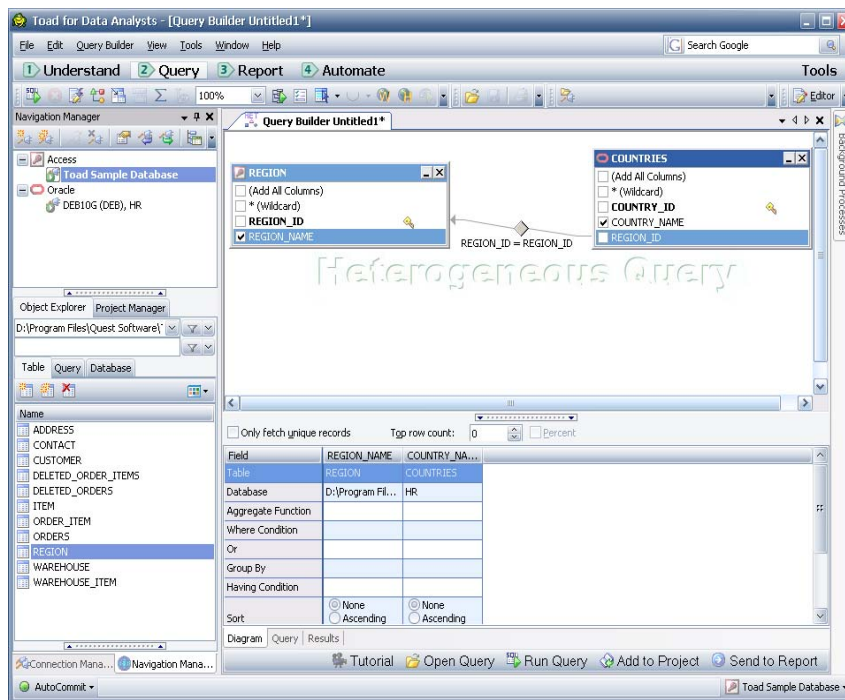 Toad for Data Analysts - [Query Builder Untitled1*]
File Edit Query Builder View Tools Window Help
Search Google
1 Understand 2 Query 3 Report 4 Automate
Tools
SQL
100%
Editor
Navigation Manager
Access
Toad Sample Database
Oracle
DEB10G (DEB), HR
Object Explorer Project Manager
D:\Program Files\Quest Software\
Table Query Database
Name
ADDRESS
CONTACT
CUSTOMER
DELETED_ORDER_ITEMS
DELETED_ORDERS
ITEM
ORDER_ITEM
ORDERS
REGION
WAREHOUSE
WAREHOUSE_ITEM
Connection Mana... Navigation Mana...
Query Builder Untitled1*
REGION
(Add All Columns)
* (Wildcard)
REGION_ID
REGION_NAME
REGION_ID = REGION_ID
COUNTRIES
(Add All Columns)
* (Wildcard)
COUNTRY_ID
COUNTRY_NAME
REGION_ID
Heterogeneous Query
Only fetch unique records Top row count: 0 Percent
Field REGION_NAME COUNTRY_NA...
Table REGION COUNTRIES
Database D:\Program Fil... HR
Aggregate Function
Where Condition
Or
Group By
Having Condition
Sort None None
Ascending Ascending
Diagram Query Results
Tutorial Open Query Run Query Add to Project Send to Report
Background Processes
AutoCommit
Toad Sample Database